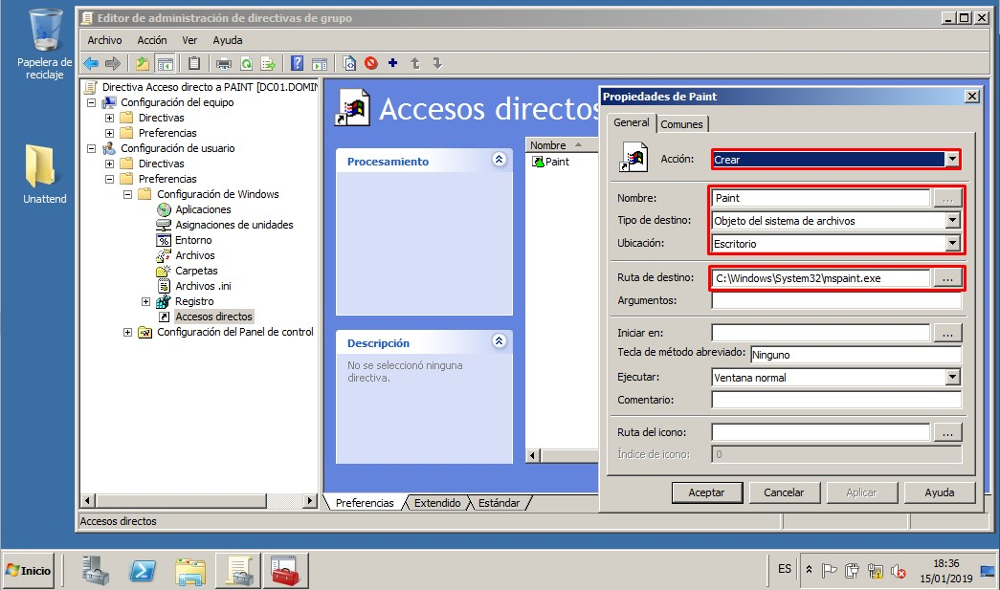 Papelera de
reciclaje
Unattend
Editor de administración de directivas de grupo
Archivo Acción Ver Ayuda
Directiva Acceso directo a PAINT [DC01.DOMIN
Configuración del equipo
Directivas
Preferencias
Configuración de usuario
Directivas
Preferencias
Configuración de Windows
Aplicaciones
Asignaciones de unidades
Entorno
Archivos
Carpetas
Archivos .ini
Registro
Accesos directos
Configuración del Panel de control
Accesos directos
Procesamiento
Descripción
No se seleccionó ninguna
directiva.
Nombre
Paint
Preferencias Extendido Estándar
Accesos directos
Propiedades de Paint
General Comunes
Acción: Crear
Nombre: Paint ...
Tipo de destino: Objeto del sistema de archivos
Ubicación: Escritorio
Ruta de destino: C:\Windows\System32\mspaint.exe ...
Argumentos:
Iniciar en: ...
Tecla de método abreviado: Ninguno
Ejecutar: Ventana normal
Comentario:
Ruta del icono: ...
Índice de icono: 0
Aceptar Cancelar Aplicar Ayuda
Inicio
ES
18:36
15/01/2019